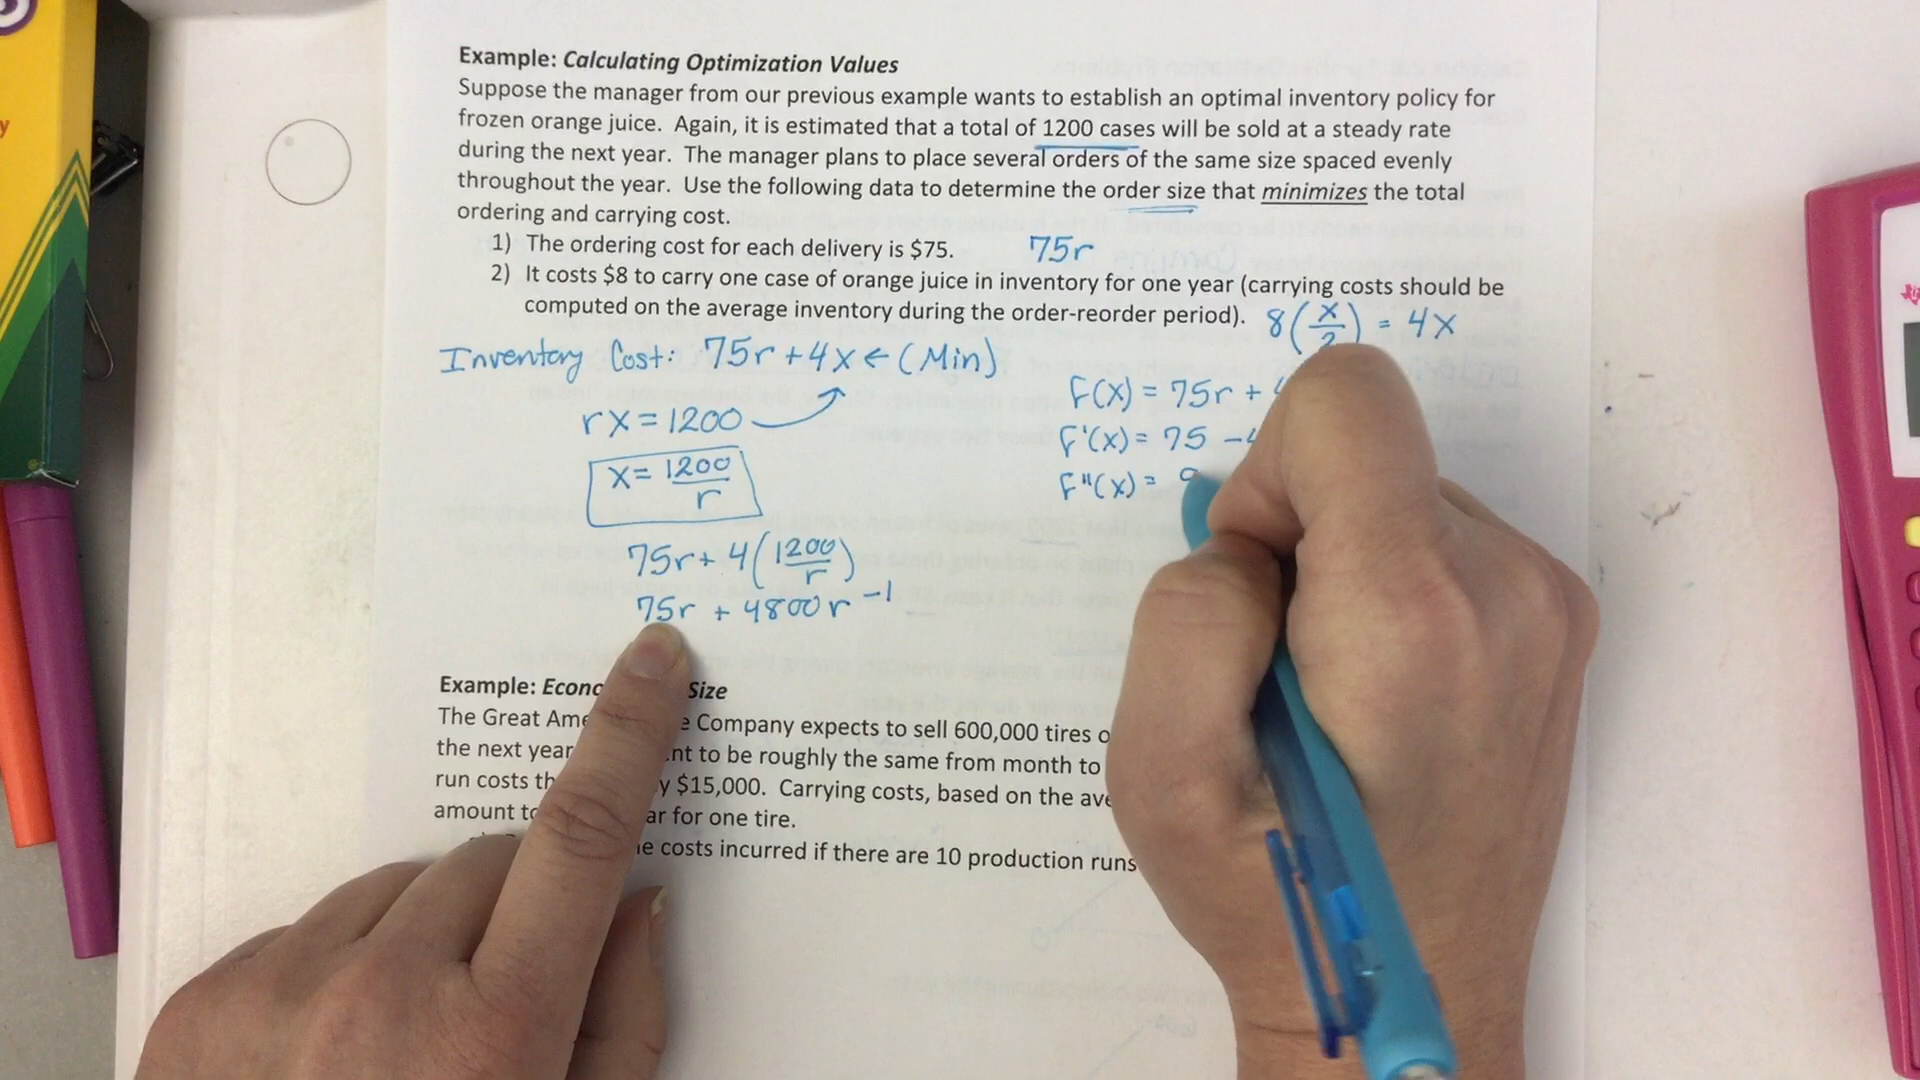 Example: Calculating Optimization Values
Suppose the manager from our previous example wants to establish an optimal inventory policy for
frozen orange juice. Again, it is estimated that a total of 1200 cases will be sold at a steady rate
during the next year. The manager plans to place several orders of the same size spaced evenly
throughout the year. Use the following data to determine the order size that minimizes the total
ordering and carrying cost.
1) The ordering cost for each delivery is $75. 75r
2) It costs $8 to carry one case of orange juice in inventory for one year (carrying costs should be
computed on the average inventory during the order-reorder period). 8(x/2) = 4x
Inventory Cost: 75r + 4x ← (Min)
rx = 1200
x = 1200/r
75r + 4(1200/r)
75r + 4800r⁻¹
F(x) = 75r +
F'(x) = 75 -4
F"(x) =
Example: Econ Size
The Great Ame Company expects to sell 600,000 tires o
the next year nt to be roughly the same from month to
run costs th y $15,000. Carrying costs, based on the ave
amount to ar for one tire.
costs incurred if there are 10 production runs